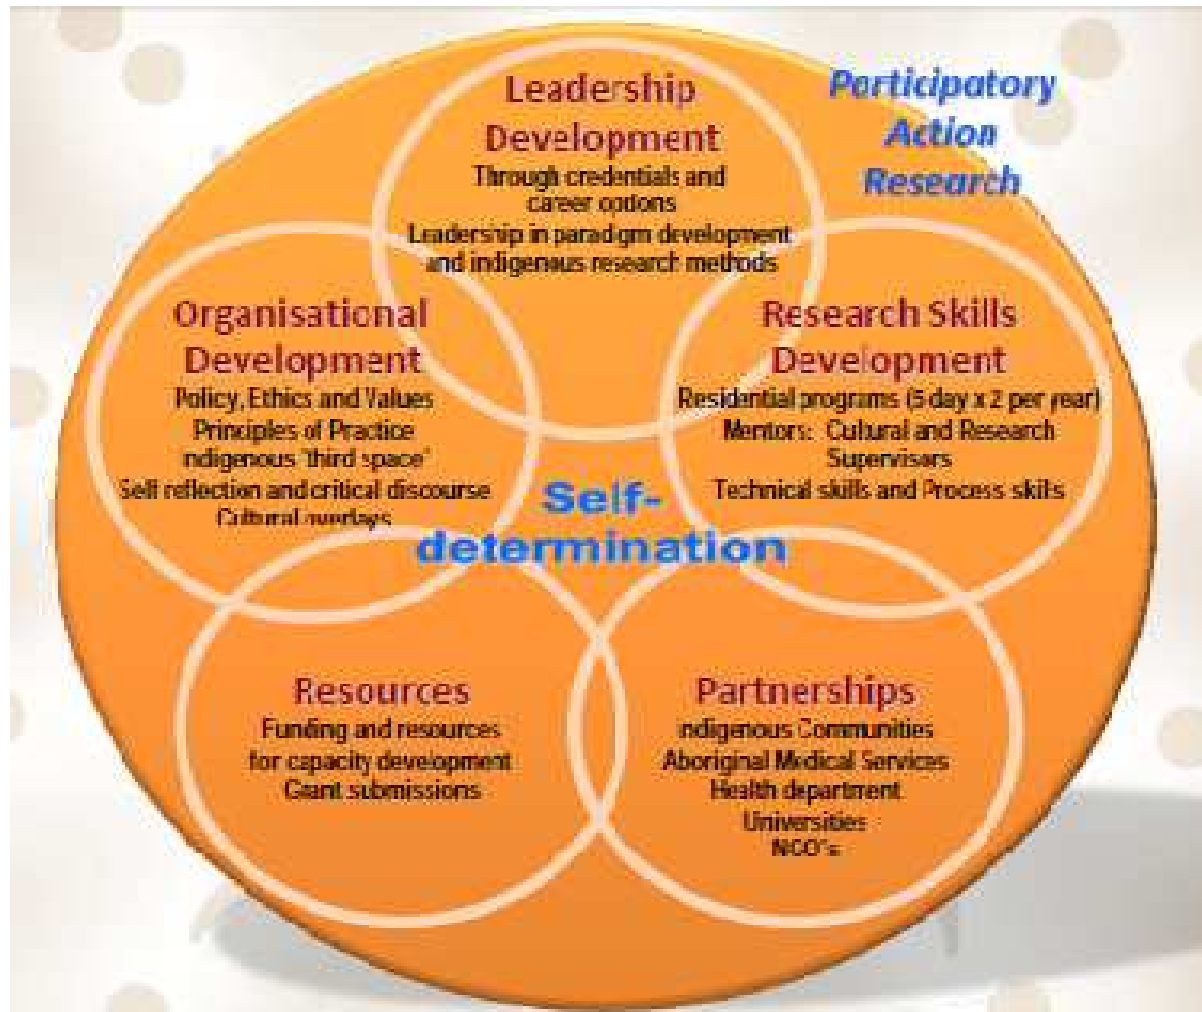 Leadership
Development
Through credentials and
career options
Leadership in paradigm development
and indigenous research methods
Participatory
Action
Research
Organisational
Development
Policy, Ethics and Values
Principles of Practice
Indigenous "third space"
Self reflection and critical discourse
Cultural overlays
Research Skills
Development
Residential programs (5 day x 2 per year)
Mentors: Cultural and Research
Supervisors
Technical skills and Process skills
Self-
determination
Resources
Funding and resources
for capacity development
Grant submissions
Partnerships
Indigenous Communities
Aboriginal Medical Services
Health department
Universities
NGO's